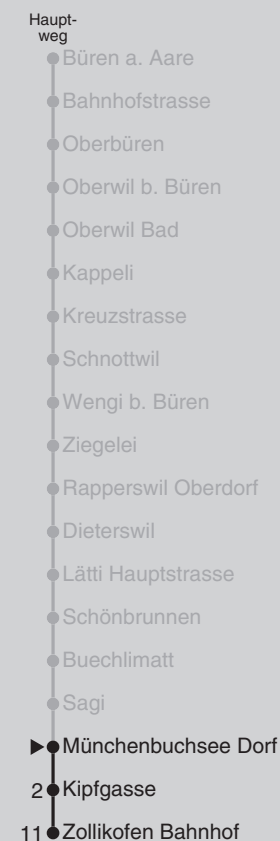 Haupt-
weg
Büren a. Aare
Bahnhofstrasse
Oberbüren
Oberwil b. Büren
Oberwil Bad
Kappeli
Kreuzstrasse
Schnottwil
Wengi b. Büren
Ziegelei
Rapperswil Oberdorf
Dieterswil
Lätti Hauptstrasse
Schönbrunnen
Buechlimatt
Sagi
Münchenbuchsee Dorf
2 Kipfgasse
11 Zollikofen Bahnhof